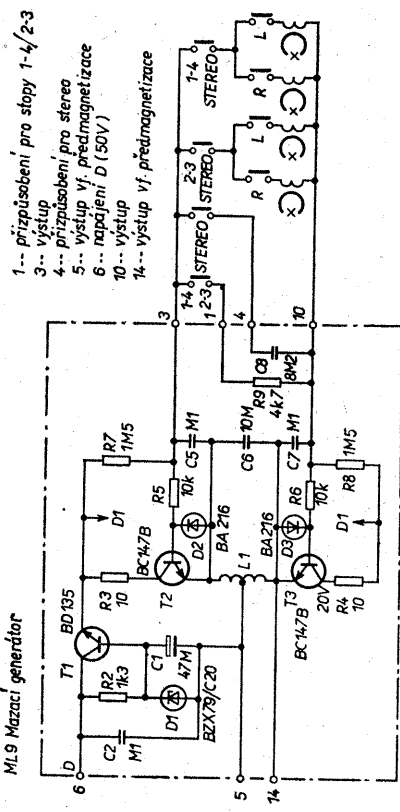 ML9 Mazací generátor
1-- přizpůsobení pro stopy 1-4/2-3
3-- výstup
4-- přizpůsobení pro stereo
5-- výstup vf. předmagnetizace
6-- napájení D (50V)
10-- výstup
14-- výstup vf. předmagnetizace
D
6
5
14
T1
BD135
C2
M1
R2
1k3
D1
BZX79/C20
C1
47M
R3
10
D1
R7
1M5
BC147B
T2
R5
10k
D2
BA216
C5
M1
L1
C6
10M
C7
M1
BA216
D3
R6
10k
T3
BC147B
20V
R4
10
D1
R8
1M5
R9
4k7
C8
8M2
3
1
4
10
1-4
2-3
STEREO
2-3
STEREO
1-4
STEREO
R
L
R
L
X
X
X
X